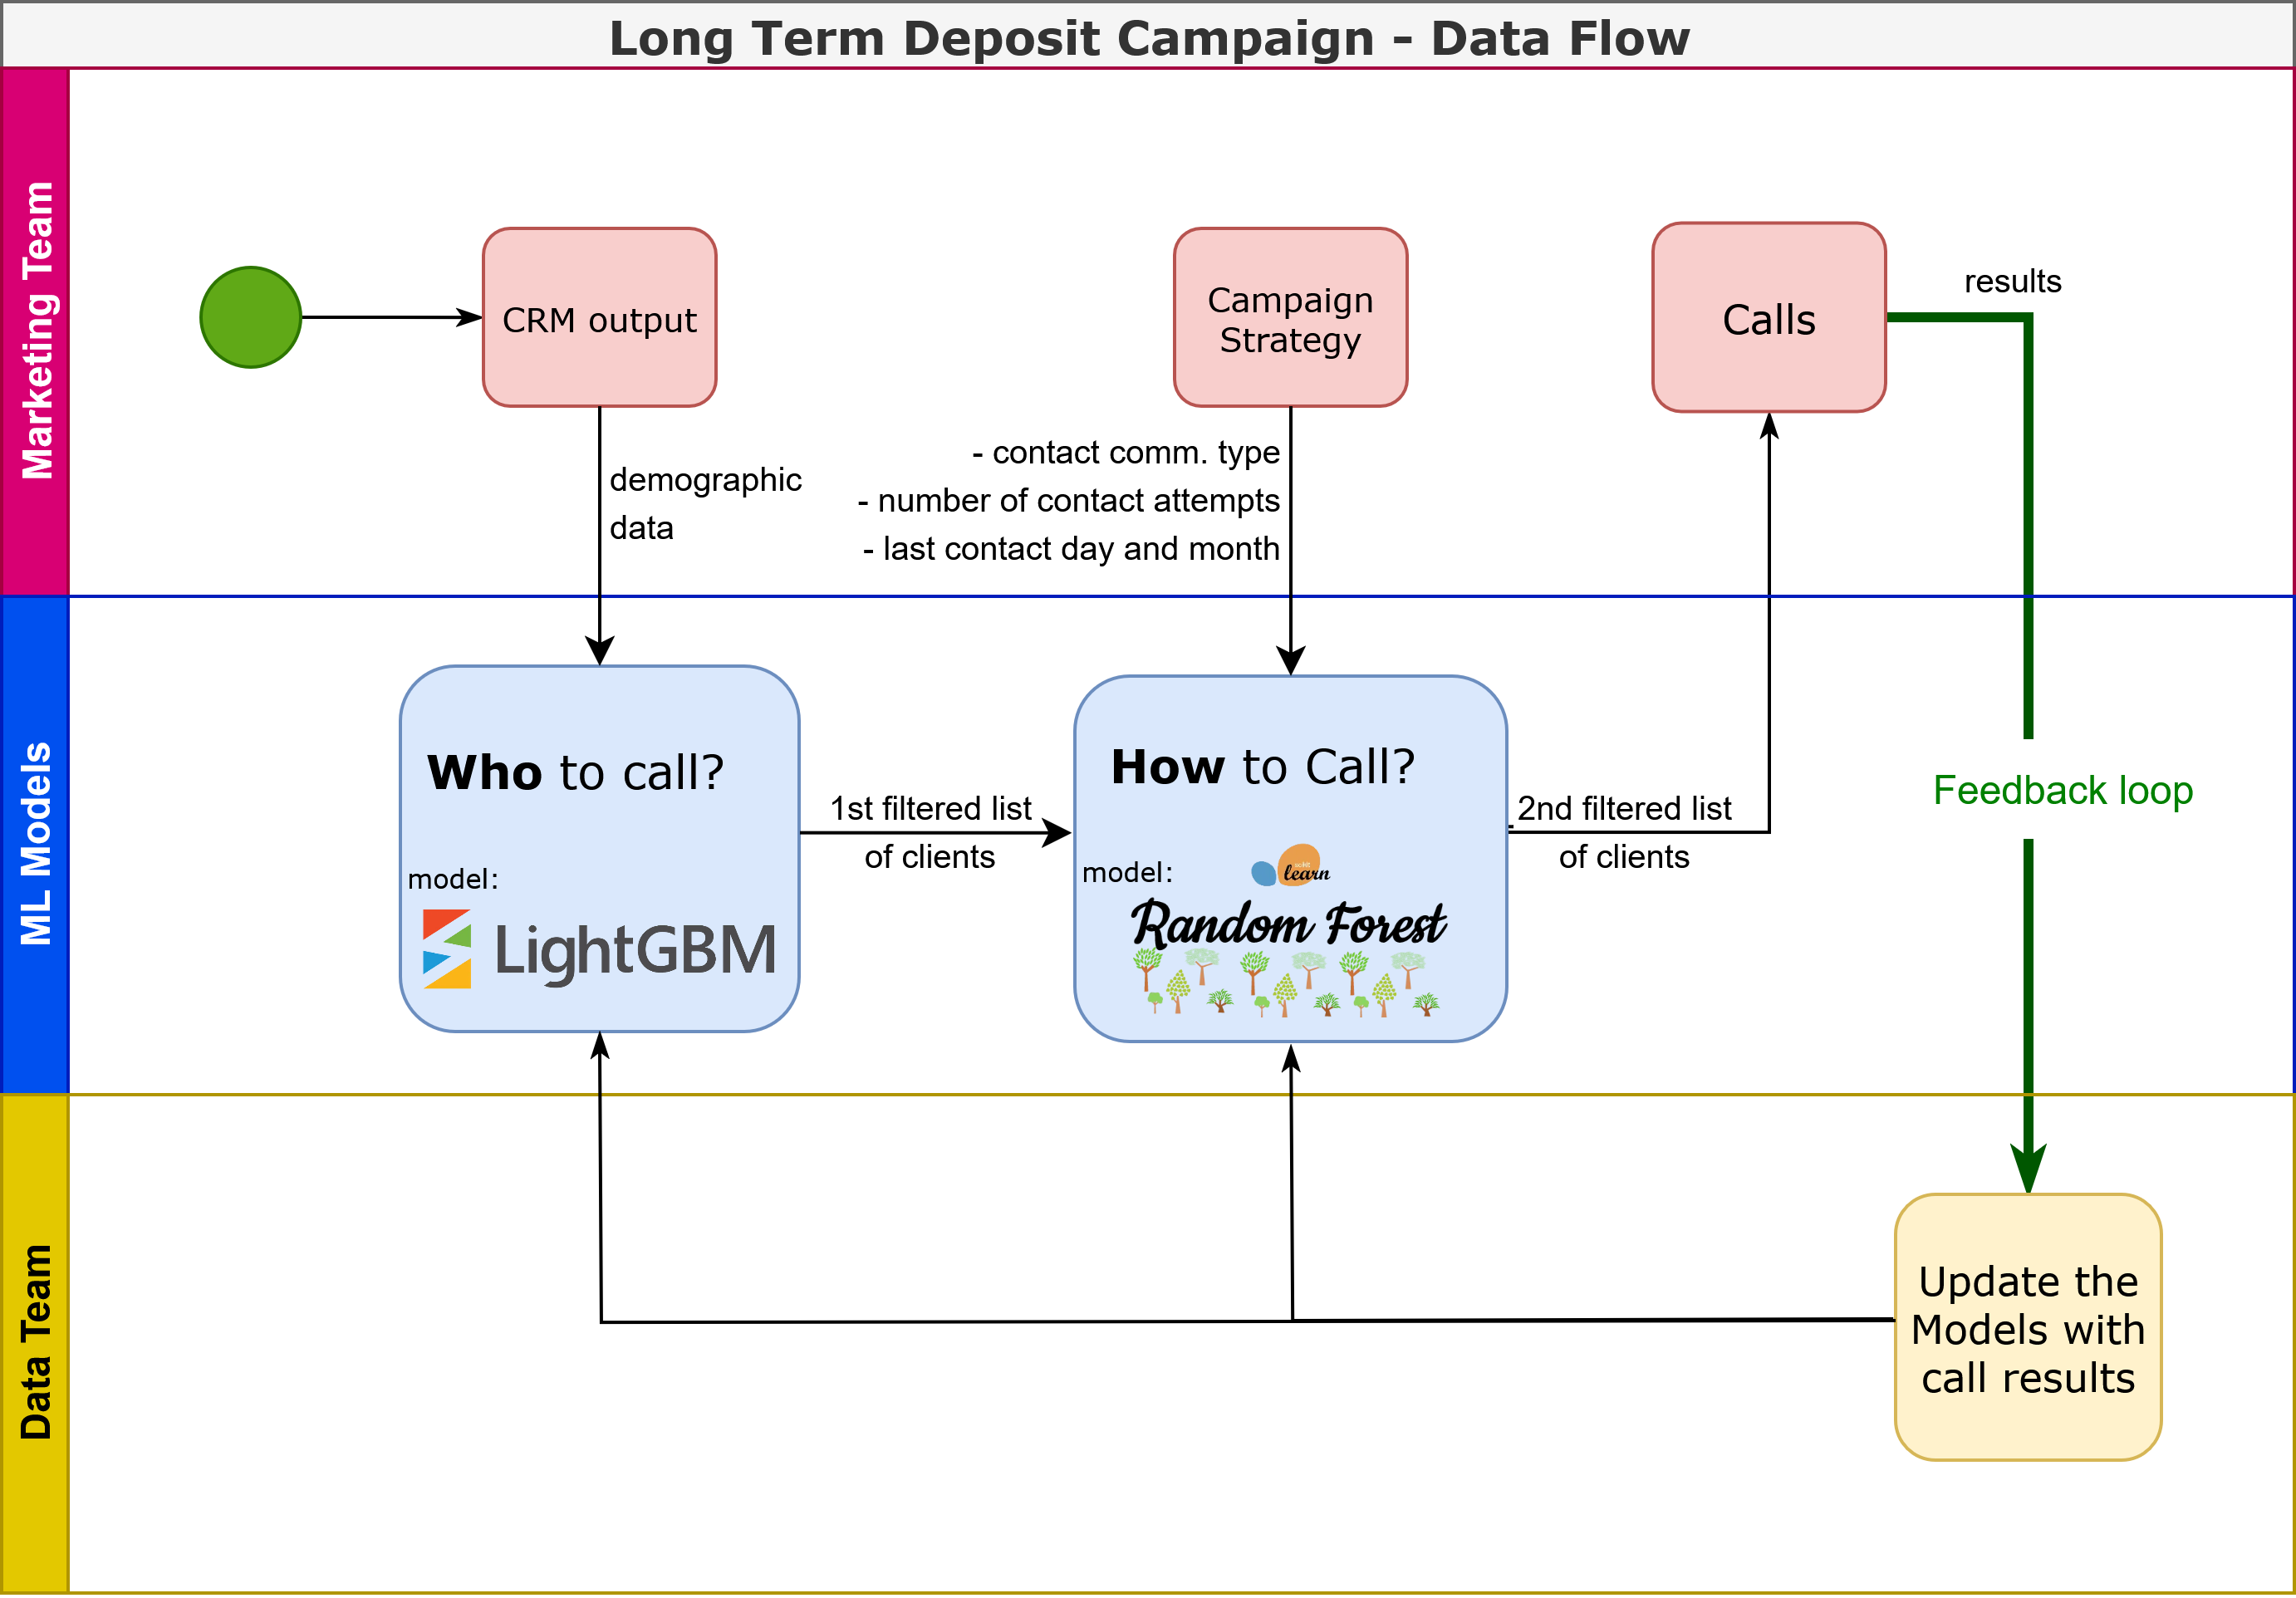 Long Term Deposit Campaign – Data Flow
Marketing Team
CRM output
Campaign
Strategy
Calls
results
demographic
data
- contact comm. type
- number of contact attempts
- last contact day and month
ML Models
Who to call?
model:
LightGBM
1st filtered list
of clients
How to Call?
model:
scikit
learn
Random Forest
2nd filtered list
of clients
Feedback loop
Data Team
Update the
Models with
call results